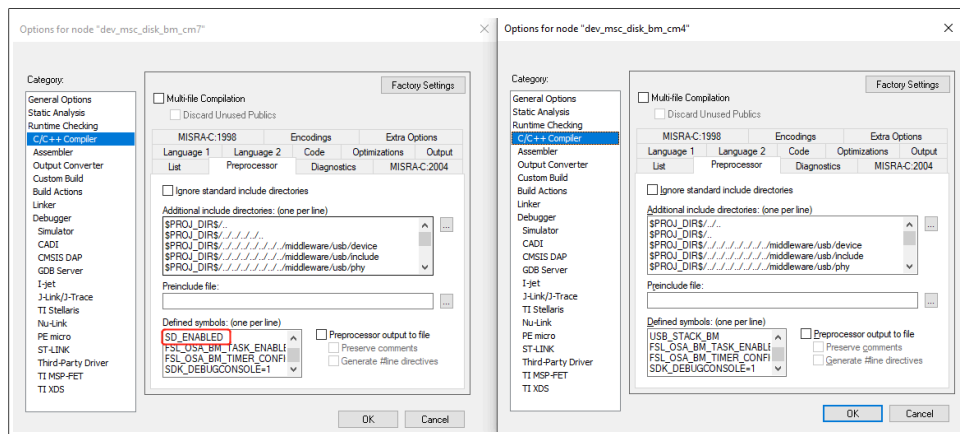 Options for node "dev_msc_disk_bm_cm7"
Category:
General Options
Static Analysis
Runtime Checking
C/C++ Compiler
Assembler
Output Converter
Custom Build
Build Actions
Linker
Debugger
Simulator
CADI
CMSIS DAP
GDB Server
I-jet
J-Link/J-Trace
TI Stellaris
Nu-Link
PE micro
ST-LINK
Third-Party Driver
TI MSP-FET
TI XDS
Factory Settings
Multi-file Compilation
Discard Unused Publics
MISRA-C:1998 Encodings Extra Options
Language 1 Language 2 Code Optimizations Output
List Preprocessor Diagnostics MISRA-C:2004
Ignore standard include directories
Additional include directories: (one per line)
$PROJ_DIR$/..
$PROJ_DIR$/../../../..
$PROJ_DIR$/../../../../../../../middleware/usb/device
$PROJ_DIR$/../../../../../../../middleware/usb/include
$PROJ_DIR$/../../../../../../../middleware/usb/phy
...
Preinclude file:
...
Defined symbols: (one per line)
SD_ENABLED
FSL_OSA_BM_TASK_ENABLE
FSL_OSA_BM_TIMER_CONFI
SDK_DEBUGCONSOLE=1
Preprocessor output to file
Preserve comments
Generate #line directives
OK Cancel
Options for node "dev_msc_disk_bm_cm4"
Category:
General Options
Static Analysis
Runtime Checking
C/C++ Compiler
Assembler
Output Converter
Custom Build
Build Actions
Linker
Debugger
Simulator
CADI
CMSIS DAP
GDB Server
I-jet
J-Link/J-Trace
TI Stellaris
Nu-Link
PE micro
ST-LINK
Third-Party Driver
TI MSP-FET
TI XDS
Factory Settings
Multi-file Compilation
Discard Unused Publics
MISRA-C:1998 Encodings Extra Options
Language 1 Language 2 Code Optimizations Output
List Preprocessor Diagnostics MISRA-C:2004
Ignore standard include directories
Additional include directories: (one per line)
$PROJ_DIR$/../..
$PROJ_DIR$/..
$PROJ_DIR$/../../../../../../../../middleware/usb/device
$PROJ_DIR$/../../../../../../../../middleware/usb/include
$PROJ_DIR$/../../../../../../../../middleware/usb/phy
...
Preinclude file:
...
Defined symbols: (one per line)
USB_STACK_BM
FSL_OSA_BM_TASK_ENABLE
FSL_OSA_BM_TIMER_CONFI
SDK_DEBUGCONSOLE=1
Preprocessor output to file
Preserve comments
Generate #line directives
OK Cancel